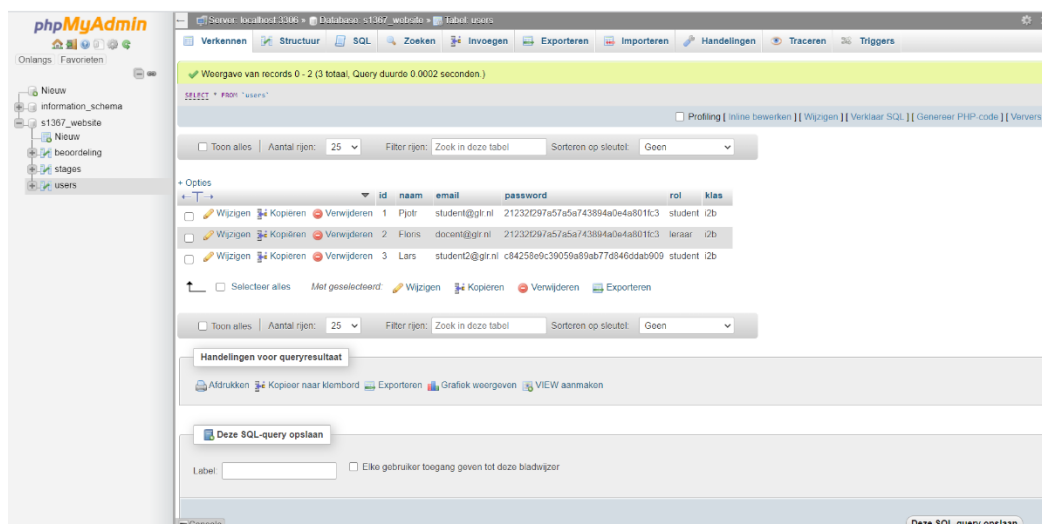 phpMyAdmin
Onlangs Favorieten
Nieuw
information_schema
s1367_website
Nieuw
beoordeling
stages
users
Server: localhost:3306 » Database: s1367_website » Tabel: users
Verkennen Structuur SQL Zoeken Invoegen Exporteren Importeren Handelingen Traceren Triggers
Weergave van records 0 - 2 (3 totaal, Query duurde 0.0002 seconden.)
SELECT * FROM `users`
Profiling [ Inline bewerken ] [ Wijzigen ] [ Verklaar SQL ] [ Genereer PHP-code ] [ Ververs
Toon alles Aantal rijen: 25 Filter rijen: Zoek in deze tabel Sorteren op sleutel: Geen
+ Opties
id naam email password rol klas
Wijzigen Kopiëren Verwijderen 1 Pjotr student@glr.nl 21232f297a57a5a743894a0e4a801fc3 student i2b
Wijzigen Kopiëren Verwijderen 2 Floris docent@glr.nl 21232f297a57a5a743894a0e4a801fc3 leraar i2b
Wijzigen Kopiëren Verwijderen 3 Lars student2@glr.nl c84258e9c39059a89ab77d846ddab909 student i2b
Selecteer alles Met geselecteerd: Wijzigen Kopiëren Verwijderen Exporteren
Toon alles Aantal rijen: 25 Filter rijen: Zoek in deze tabel Sorteren op sleutel: Geen
Handelingen voor queryresultaat
Afdrukken Kopieer naar klembord Exporteren Grafiek weergeven VIEW aanmaken
Deze SQL-query opslaan
Label: Elke gebruiker toegang geven tot deze bladwijzer
Console
Deze SQL-query opslaan